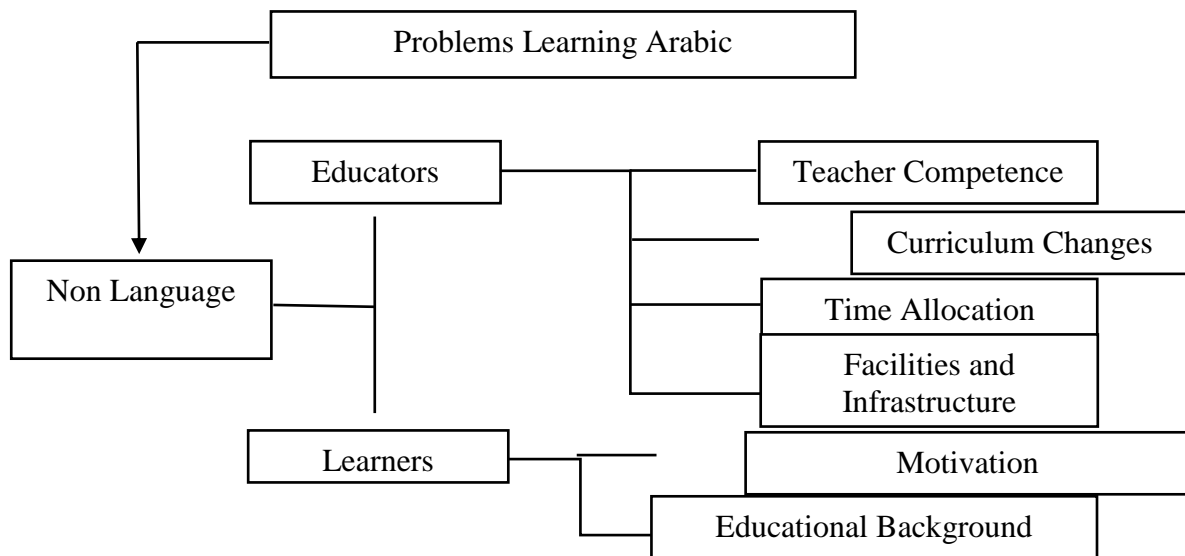 Problems Learning Arabic
Educators
Teacher Competence
Curriculum Changes
Non Language
Time Allocation
Facilities and
Infrastructure
Learners
Motivation
Educational Background